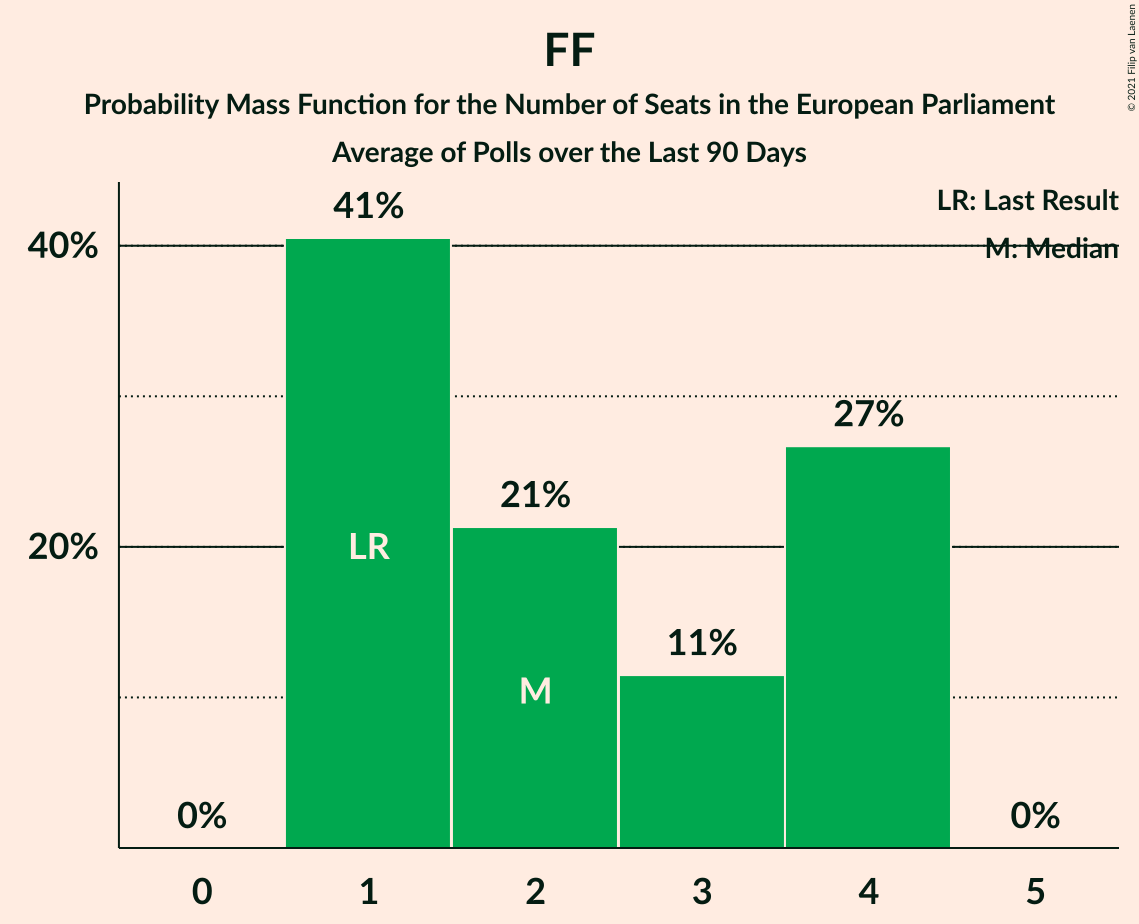 FF
Probability Mass Function for the Number of Seats in the European Parliament
Average of Polls over the Last 90 Days
© 2021 Filip van Laenen
LR: Last Result
M: Median
40%
20%
0%
41%
21%
11%
27%
0%
LR
M
0 1 2 3 4 5